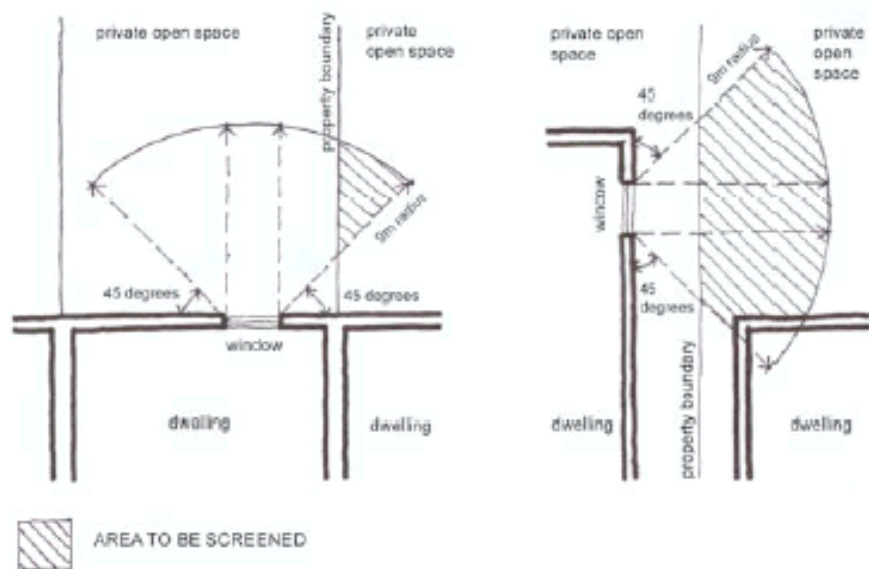 private open space
private
open space
property boundary
9m radius
45 degrees
45 degrees
window
dwelling
dwelling
private open
space
private
open
space
9m radius
45
degrees
window
45
degrees
property boundary
dwelling
dwelling
AREA TO BE SCREENED